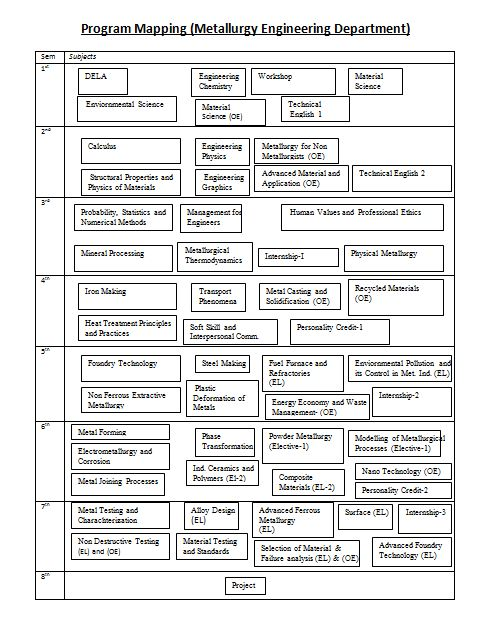 Program Mapping (Metallurgy Engineering Department)
Sem Subjects
1st
DELA
Engineering
Chemistry
Workshop
Material
Science
Enviornmental Science
Material
Science (OE)
Technical
English 1
2nd
Calculus
Engineering
Physics
Metallurgy for Non
Metallurgists (OE)
Structural Properties and
Physics of Materials
Engineering
Graphics
Advanced Material and
Application (OE)
Technical English 2
3rd
Probability, Statistics and
Numerical Methods
Management for
Engineers
Human Values and Professional Ethics
Mineral Processing
Metallurgical
Thermodynamics
Internship-I
Physical Metallurgy
4th
Iron Making
Transport
Phenomena
Metal Casting and
Solidification (OE)
Recycled Materials
(OE)
Heat Treatment Principles
and Practices
Soft Skill and
Interpersonal Comm.
Personality Credit-1
5th
Foundry Technology
Steel Making
Fuel Furnace and
Refractories
(EL)
Enviornmental Pollution and
its Control in Met. Ind. (EL)
Non Ferrous Extractive
Metallurgy
Plastic
Deformation of
Metals
Energy Economy and Waste
Management- (OE)
Internship-2
6th
Metal Forming
Phase
Transformation
Powder Metallurgy
(Elective-1)
Modelling of Metallurgical
Processes (Elective-1)
Electrometallurgy and
Corrosion
Ind. Ceramics and
Polymers (El-2)
Nano Technology (OE)
Metal Joining Processes
Composite
Materials (EL-2)
Personality Credit-2
7th
Metal Testing and
Charachterization
Alloy Design
(EL)
Advanced Ferrous
Metallurgy
(EL)
Surface (EL)
Internship-3
Non Destructive Testing
(EL) and (OE)
Material Testing
and Standards
Selection of Material &
Failure analysis (EL) & (OE)
Advanced Foundry
Technology (EL)
8th
Project